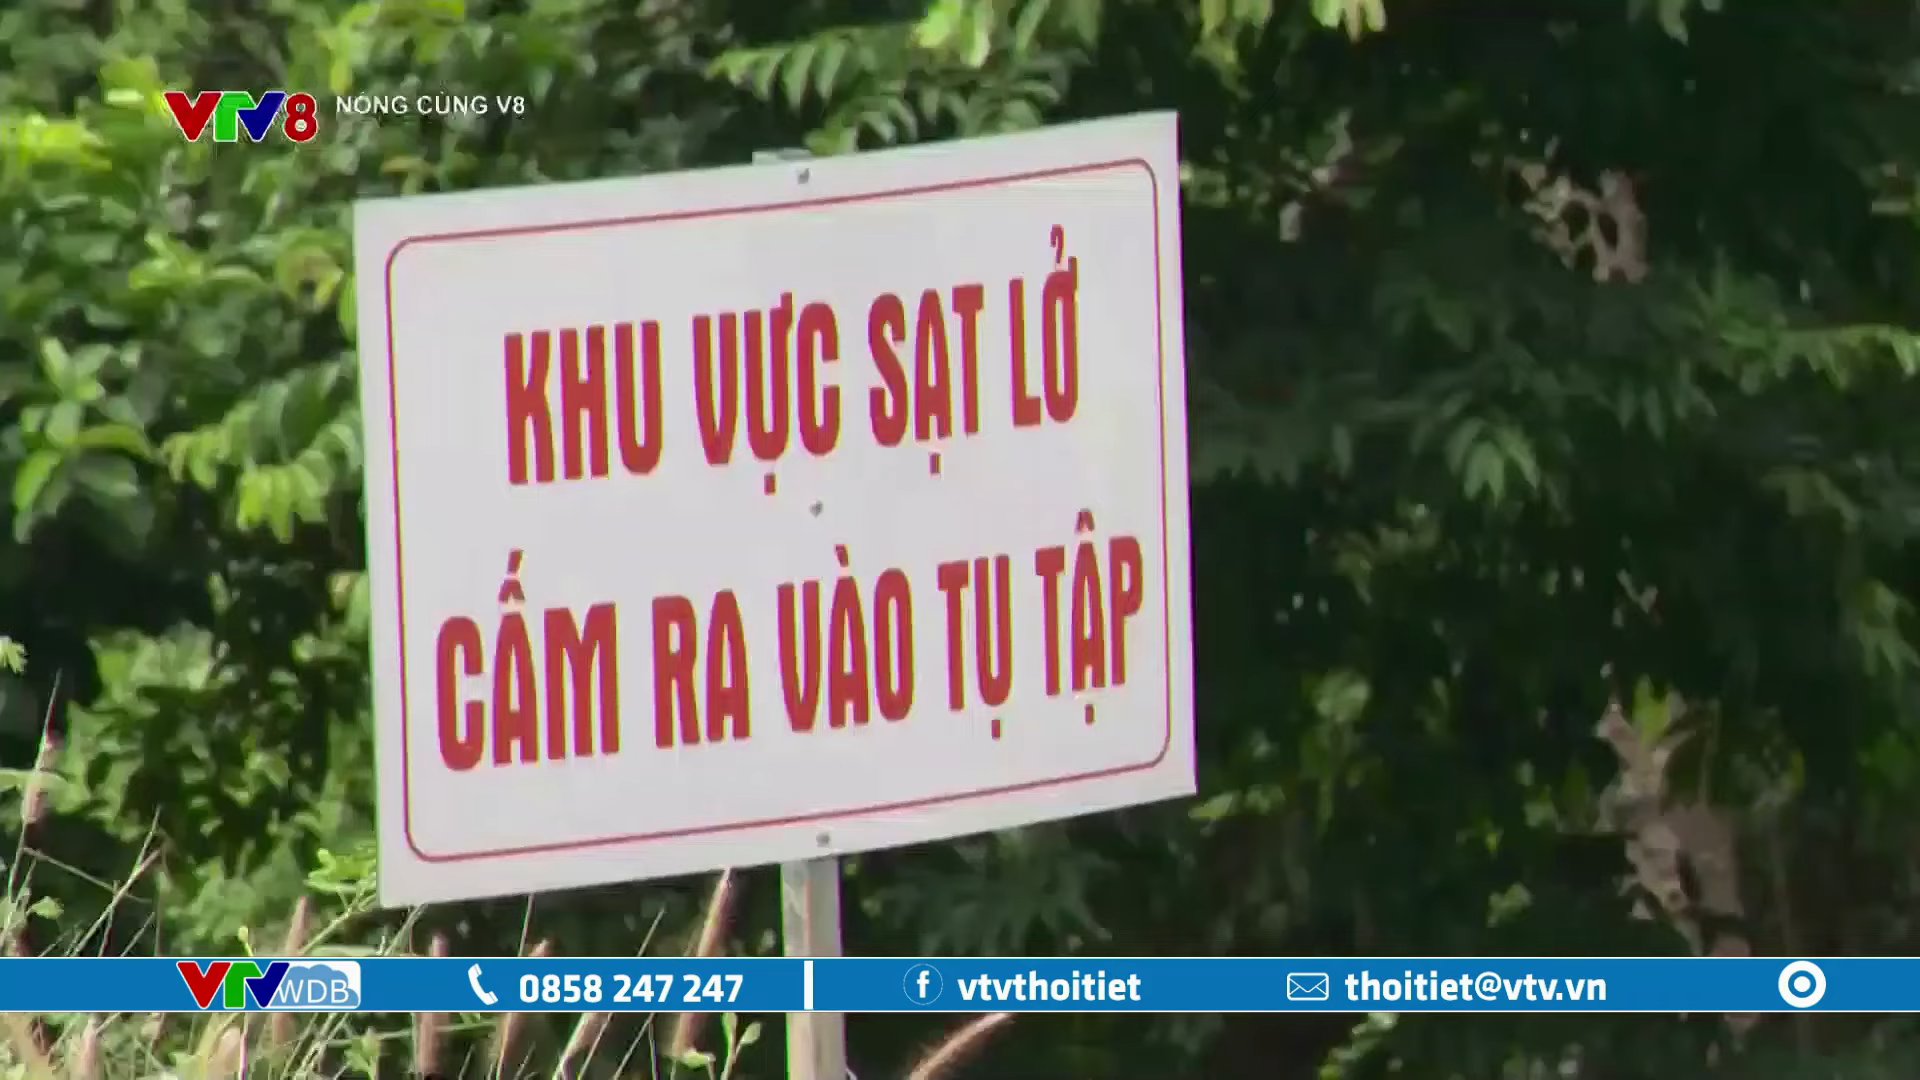 VTV8 NÓNG CÙNG V8
KHU VỰC SẠT LỞ
CẤM RA VÀO TỤ TẬP
VTV WDB 0858 247 247 vtvthoitiet thoitiet@vtv.vn